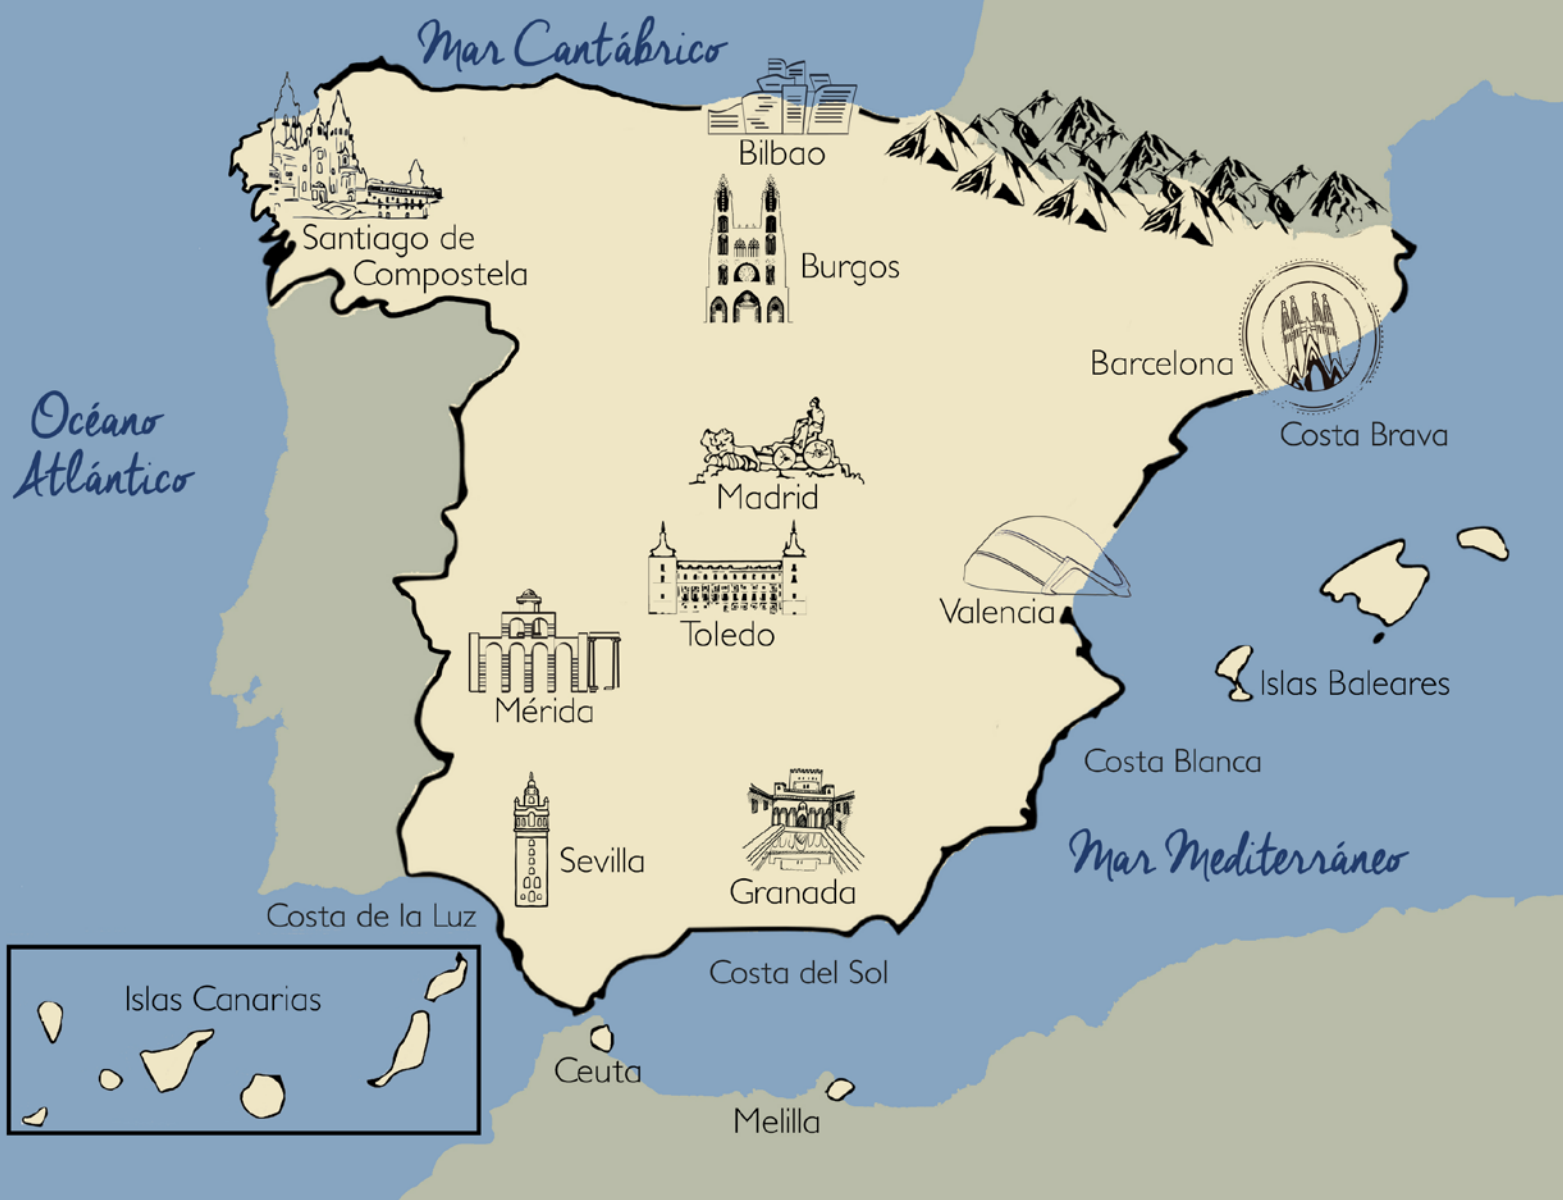 Mar Cantábrico
Bilbao
Santiago de
Compostela
Burgos
Barcelona
Océano
Atlántico
Costa Brava
Madrid
Valencia
Toledo
Islas Baleares
Mérida
Costa Blanca
Mar Mediterráneo
Sevilla
Granada
Costa de la Luz
Costa del Sol
Islas Canarias
Ceuta
Melilla